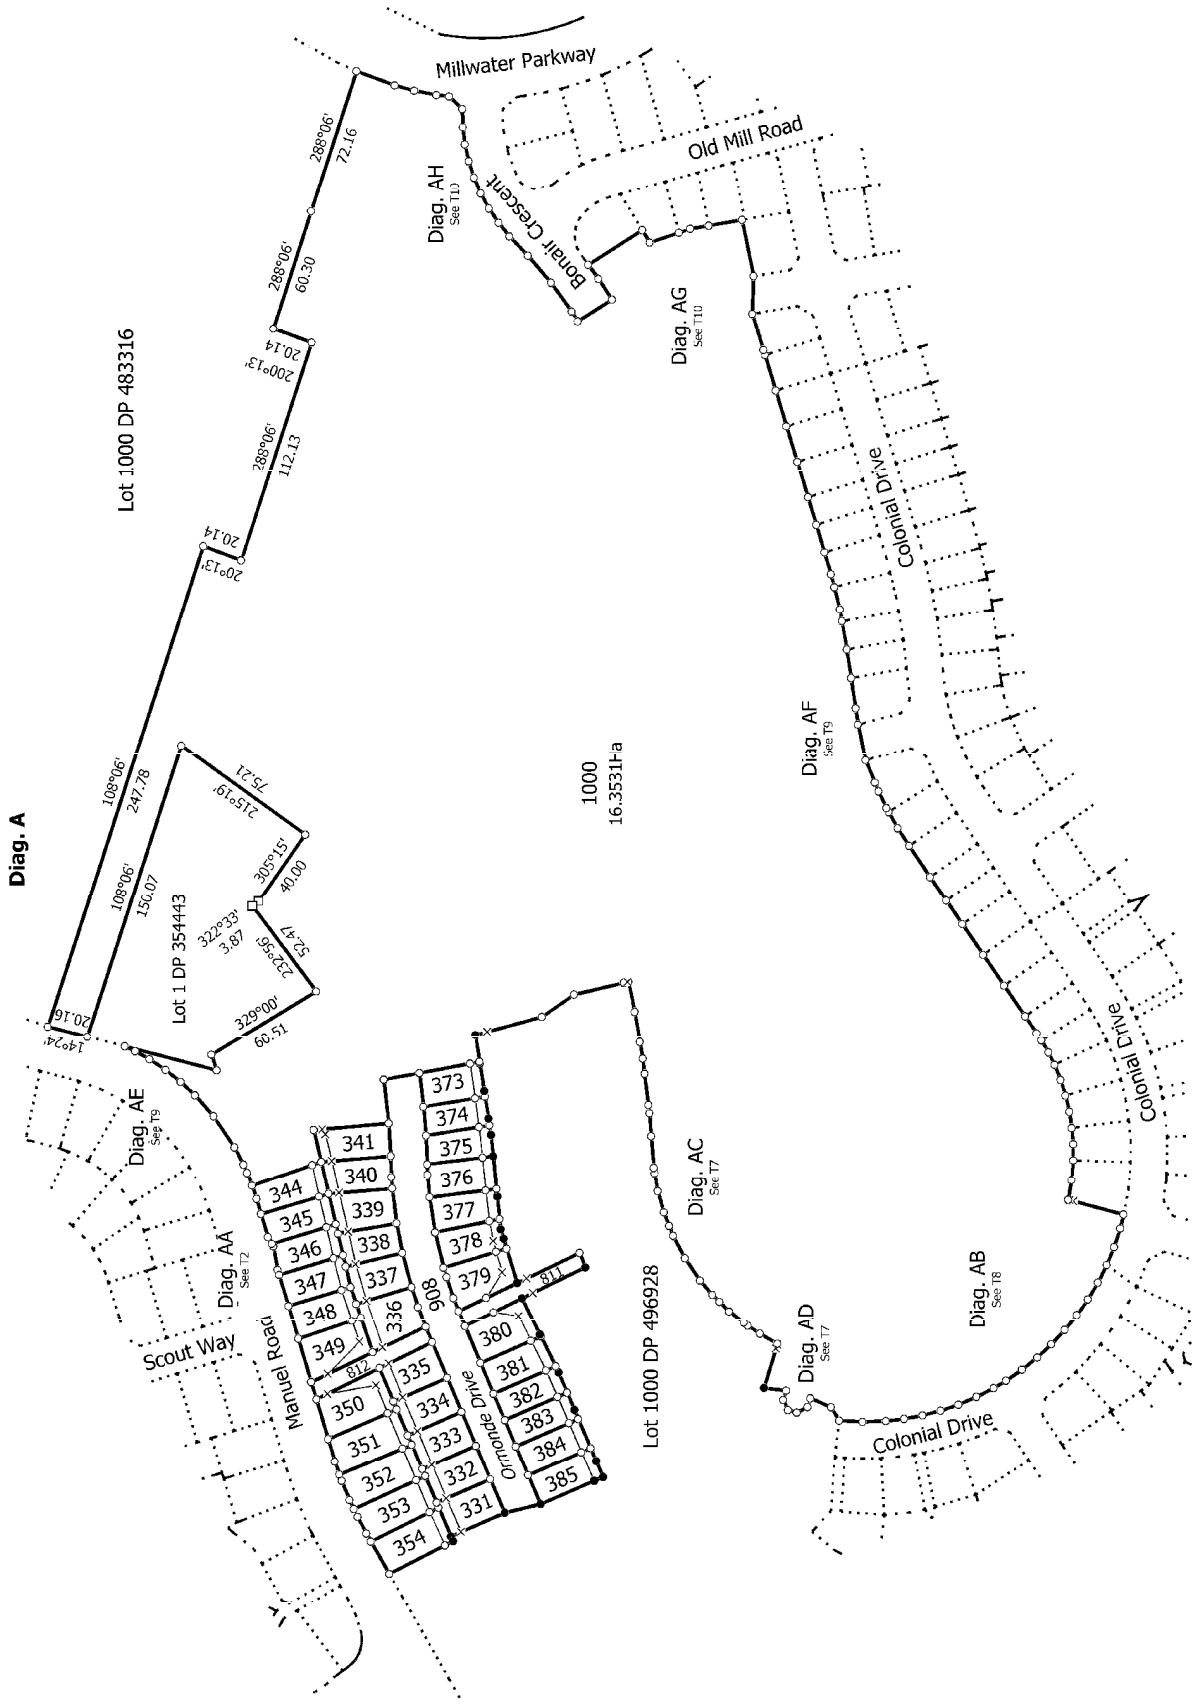 Diag. A
Millwater Parkway
Old Mill Road
Bonair Crescent
Diag. AH
See T10
288°06'
72.16
288°06'
60.30
20.14
200°13'
288°06'
112.13
Lot 1000 DP 483316
20.14
20°13'
Diag. AG
See T10
108°06'
247.78
108°06'
150.07
215°19'
75.21
305°15'
40.00
322°33'
3.87
232°56'
52.47
329°00'
60.51
Lot 1 DP 354443
20.16
14°24'
1000
16.3531Ha
Diag. AF
See T9
Colonial Drive
Colonial Drive
Diag. AE
See T9
Diag. AA
See T2
Scout Way
Manuel Road
344
345
346
347
348
349
812
350
351
352
353
354
341
340
339
338
337
336
335
334
333
332
331
908
Ormonde Drive
373
374
375
376
377
378
379
811
380
381
382
383
384
385
Lot 1000 DP 496928
Diag. AC
See T7
Diag. AD
See T7
Diag. AB
See T8
Colonial Drive